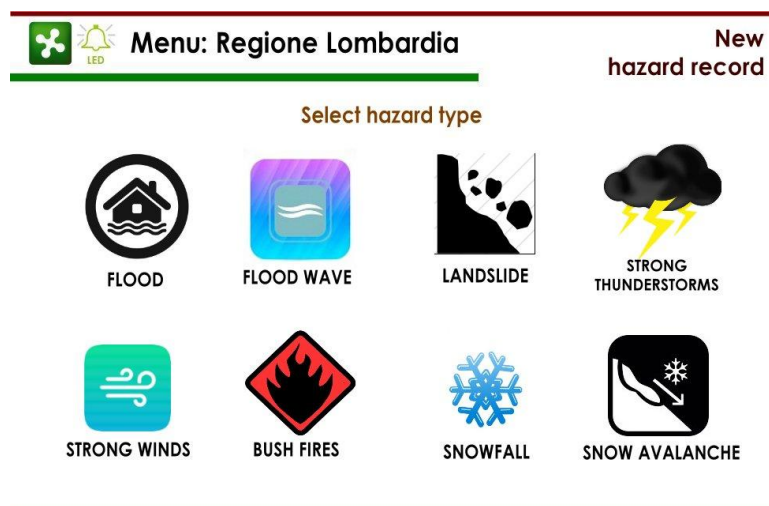 LED
Menu: Regione Lombardia
New
hazard record
Select hazard type
FLOOD
FLOOD WAVE
LANDSLIDE
STRONG
THUNDERSTORMS
STRONG WINDS
BUSH FIRES
SNOWFALL
SNOW AVALANCHE